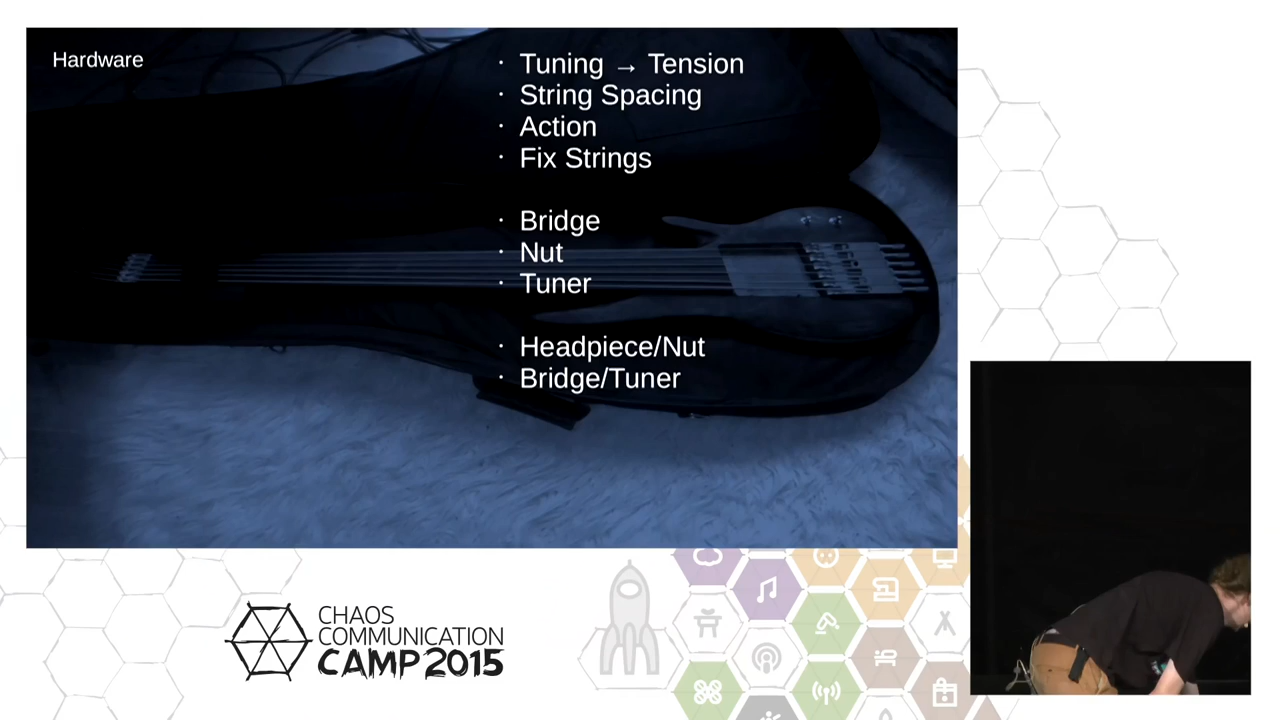 Hardware
· Tuning → Tension
· String Spacing
· Action
· Fix Strings
· Bridge
· Nut
· Tuner
· Headpiece/Nut
· Bridge/Tuner
CHAOS
COMMUNICATION
CAMP 2015